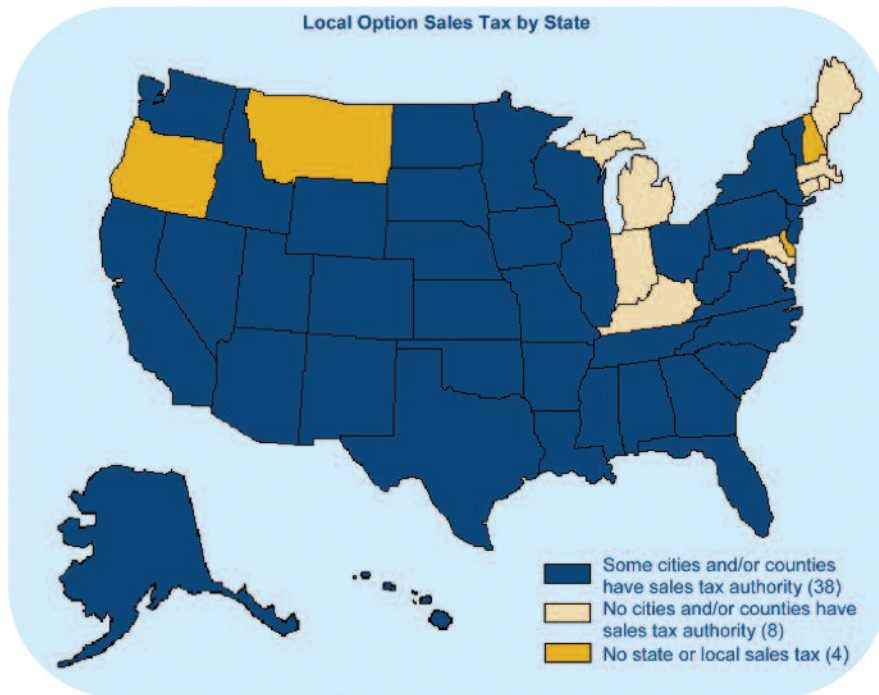 Local Option Sales Tax by State
Some cities and/or counties
have sales tax authority (38)
No cities and/or counties have
sales tax authority (8)
No state or local sales tax (4)